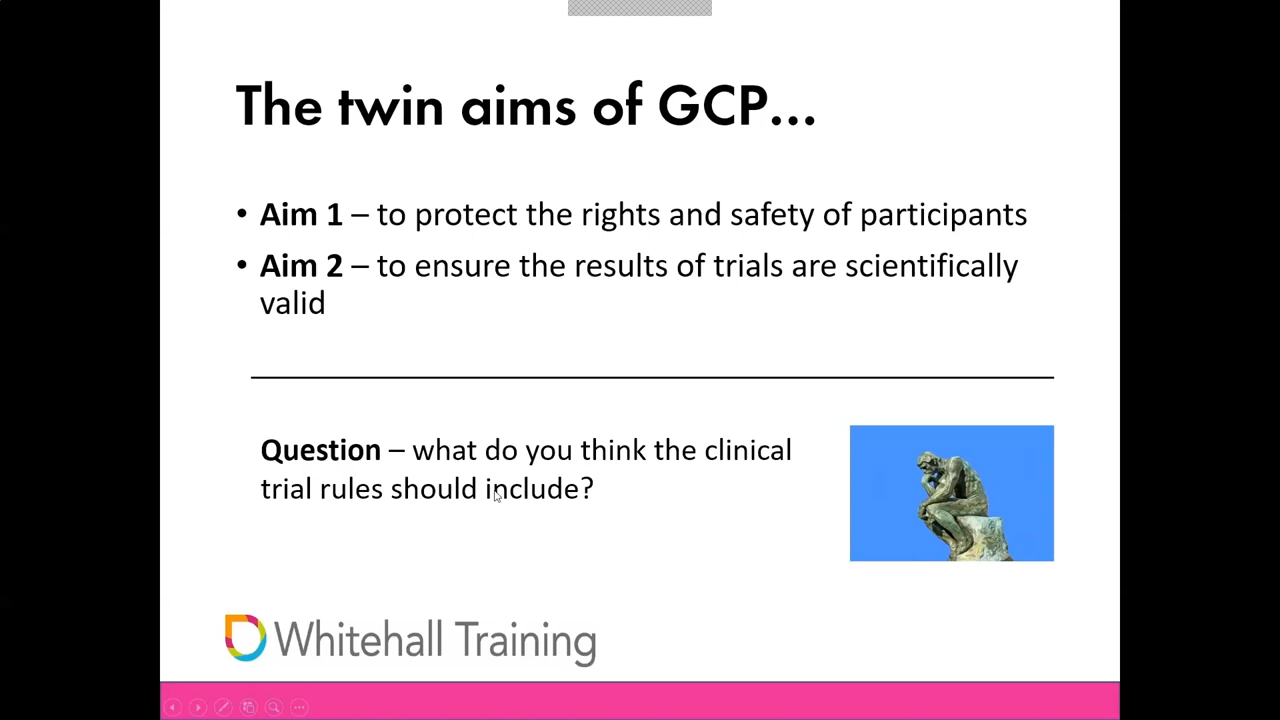 The twin aims of GCP...
• Aim 1 – to protect the rights and safety of participants
• Aim 2 – to ensure the results of trials are scientifically
valid
Question – what do you think the clinical
trial rules should include?
Whitehall Training